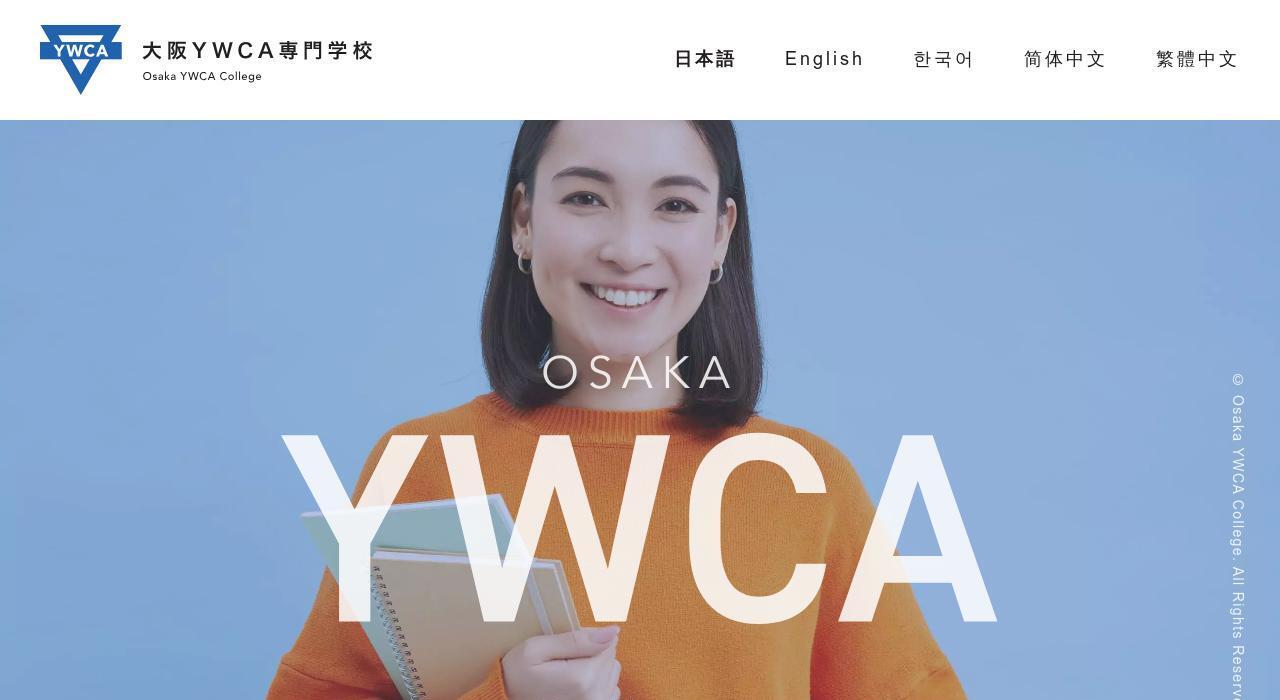 YWCA
大阪YWCA専門学校
Osaka YWCA College
日本語
English
한국어
简体中文
繁體中文
OSAKA
YWCA
© Osaka YWCA College. All Rights Reserv